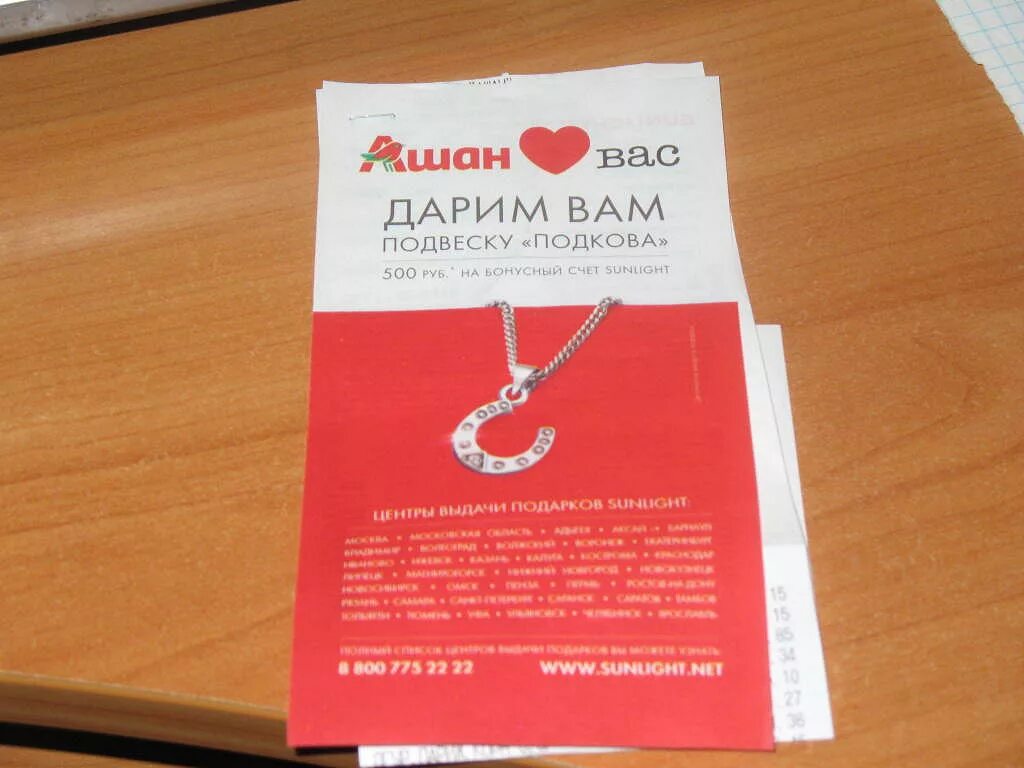 Ашан вас
ДАРИМ ВАМ
ПОДВЕСКУ «ПОДКОВА»
500 РУБ.* НА БОНУСНЫЙ СЧЕТ SUNLIGHT
ЦЕНТРЫ ВЫДАЧИ ПОДАРКОВ SUNLIGHT:
МОСКВА • МОСКОВСКАЯ ОБЛАСТЬ • АДЫГЕЯ • АКСАЙ • БАРНАУЛ
ВЛАДИМИР • ВОЛГОГРАД • ВОЛЖСКИЙ • ВОРОНЕЖ • ЕКАТЕРИНБУРГ
ИВАНОВО • ИЖЕВСК • КАЗАНЬ • КАЛУГА • КОСТРОМА • КРАСНОДАР
ЛИПЕЦК • МАГНИТОГОРСК • НИЖНИЙ НОВГОРОД • НОВОКУЗНЕЦК
НОВОСИБИРСК • ОМСК • ПЕНЗА • ПЕРМЬ • РОСТОВ-НА-ДОНУ
РЯЗАНЬ • САМАРА • САНКТ-ПЕТЕРБУРГ • САРАНСК • САРАТОВ • ТАМБОВ
ТОЛЬЯТТИ • ТЮМЕНЬ • УФА • УЛЬЯНОВСК • ЧЕЛЯБИНСК • ЯРОСЛАВЛЬ
ПОЛНЫЙ СПИСОК ЦЕНТРОВ ВЫДАЧИ ПОДАРКОВ ВЫ МОЖЕТЕ УЗНАТЬ:
8 800 775 22 22 WWW.SUNLIGHT.NET
15
15
85
34
10
27
36